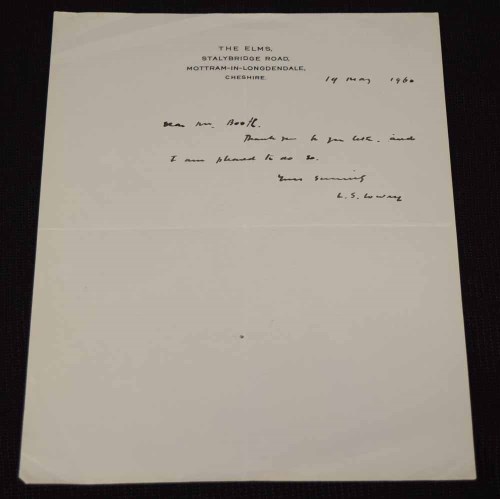 THE ELMS,
STALYBRIDGE ROAD,
MOTTRAM-IN-LONGDENDALE,
CHESHIRE.
19 May 1960
Dear Mr. Booth.
Thank you for your letter. and
I am pleased to do so.
Yours sincerely
L. S. Lowry